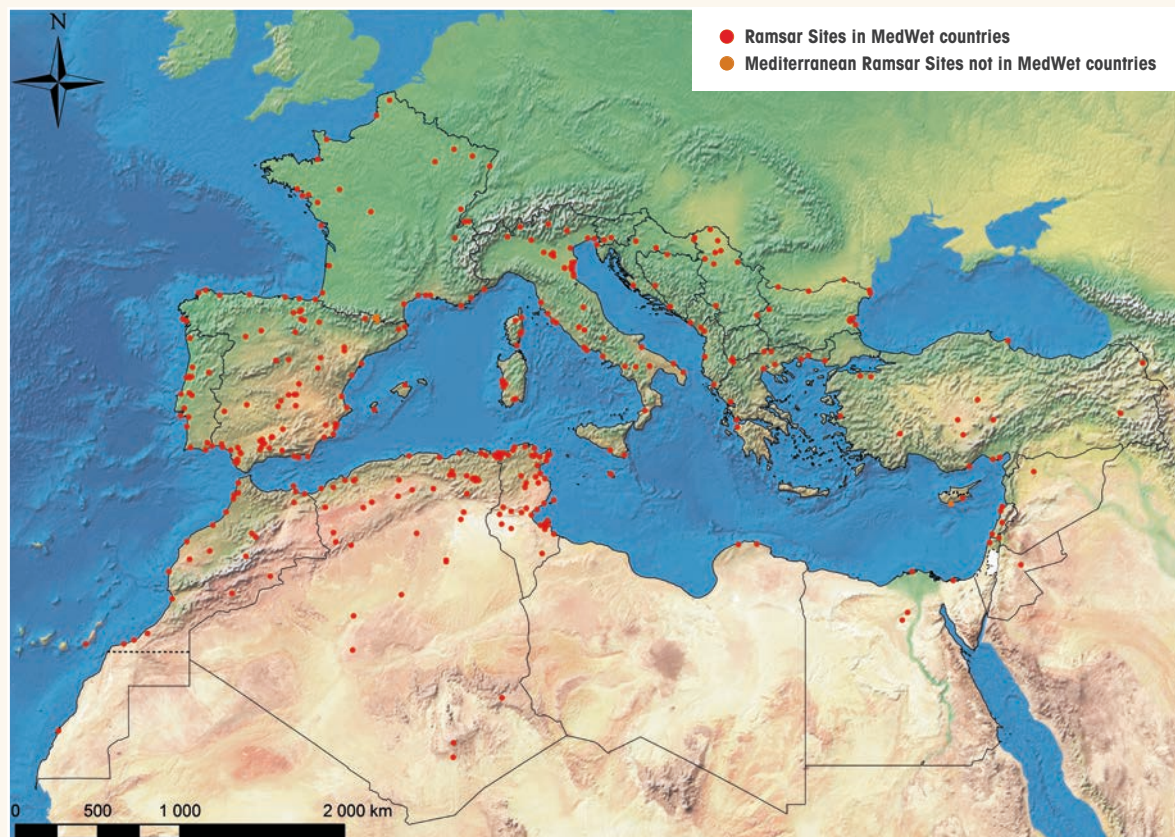 N
Ramsar Sites in MedWet countries
Mediterranean Ramsar Sites not in MedWet countries
0 500 1 000 2 000 km